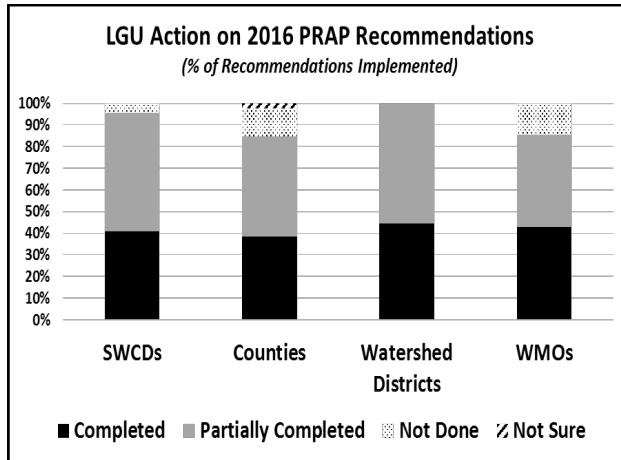 LGU Action on 2016 PRAP Recommendations
(% of Recommendations Implemented)
100%
90%
80%
70%
60%
50%
40%
30%
20%
10%
0%
SWCDs Counties Watershed Districts WMOs
Completed Partially Completed Not Done Not Sure